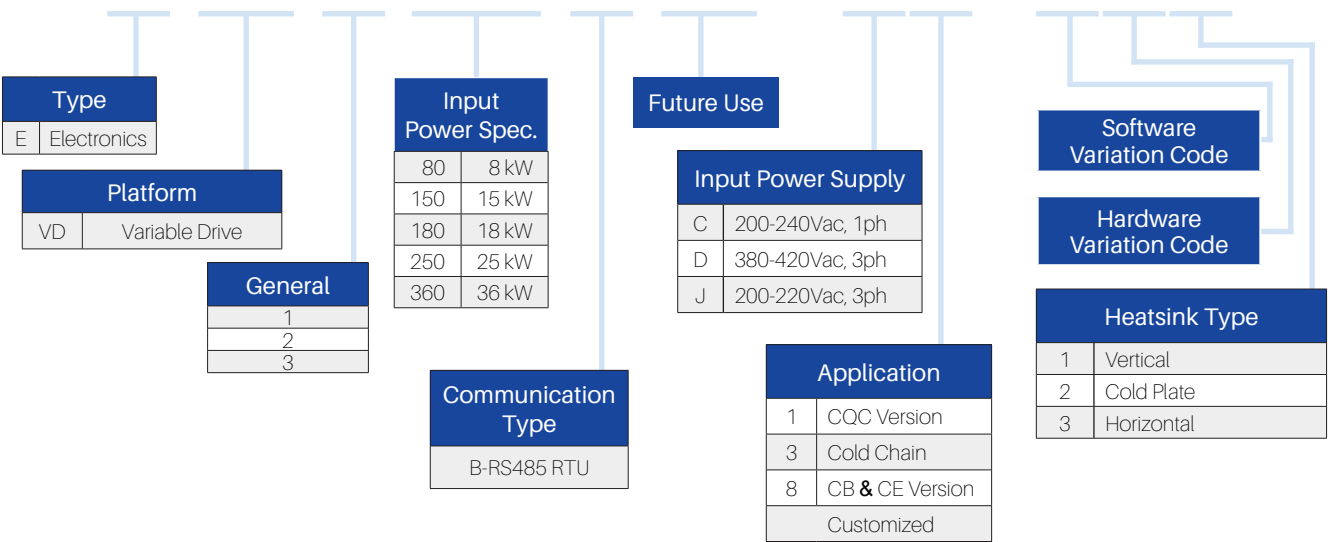 Type
E Electronics
Platform
VD Variable Drive
General
1
2
3
Input
Power Spec.
80 8 kW
150 15 kW
180 18 kW
250 25 kW
360 36 kW
Communication
Type
B-RS485 RTU
Future Use
Input Power Supply
C 200-240Vac, 1ph
D 380-420Vac, 3ph
J 200-220Vac, 3ph
Application
1 CQC Version
3 Cold Chain
8 CB & CE Version
Customized
Software
Variation Code
Hardware
Variation Code
Heatsink Type
1 Vertical
2 Cold Plate
3 Horizontal